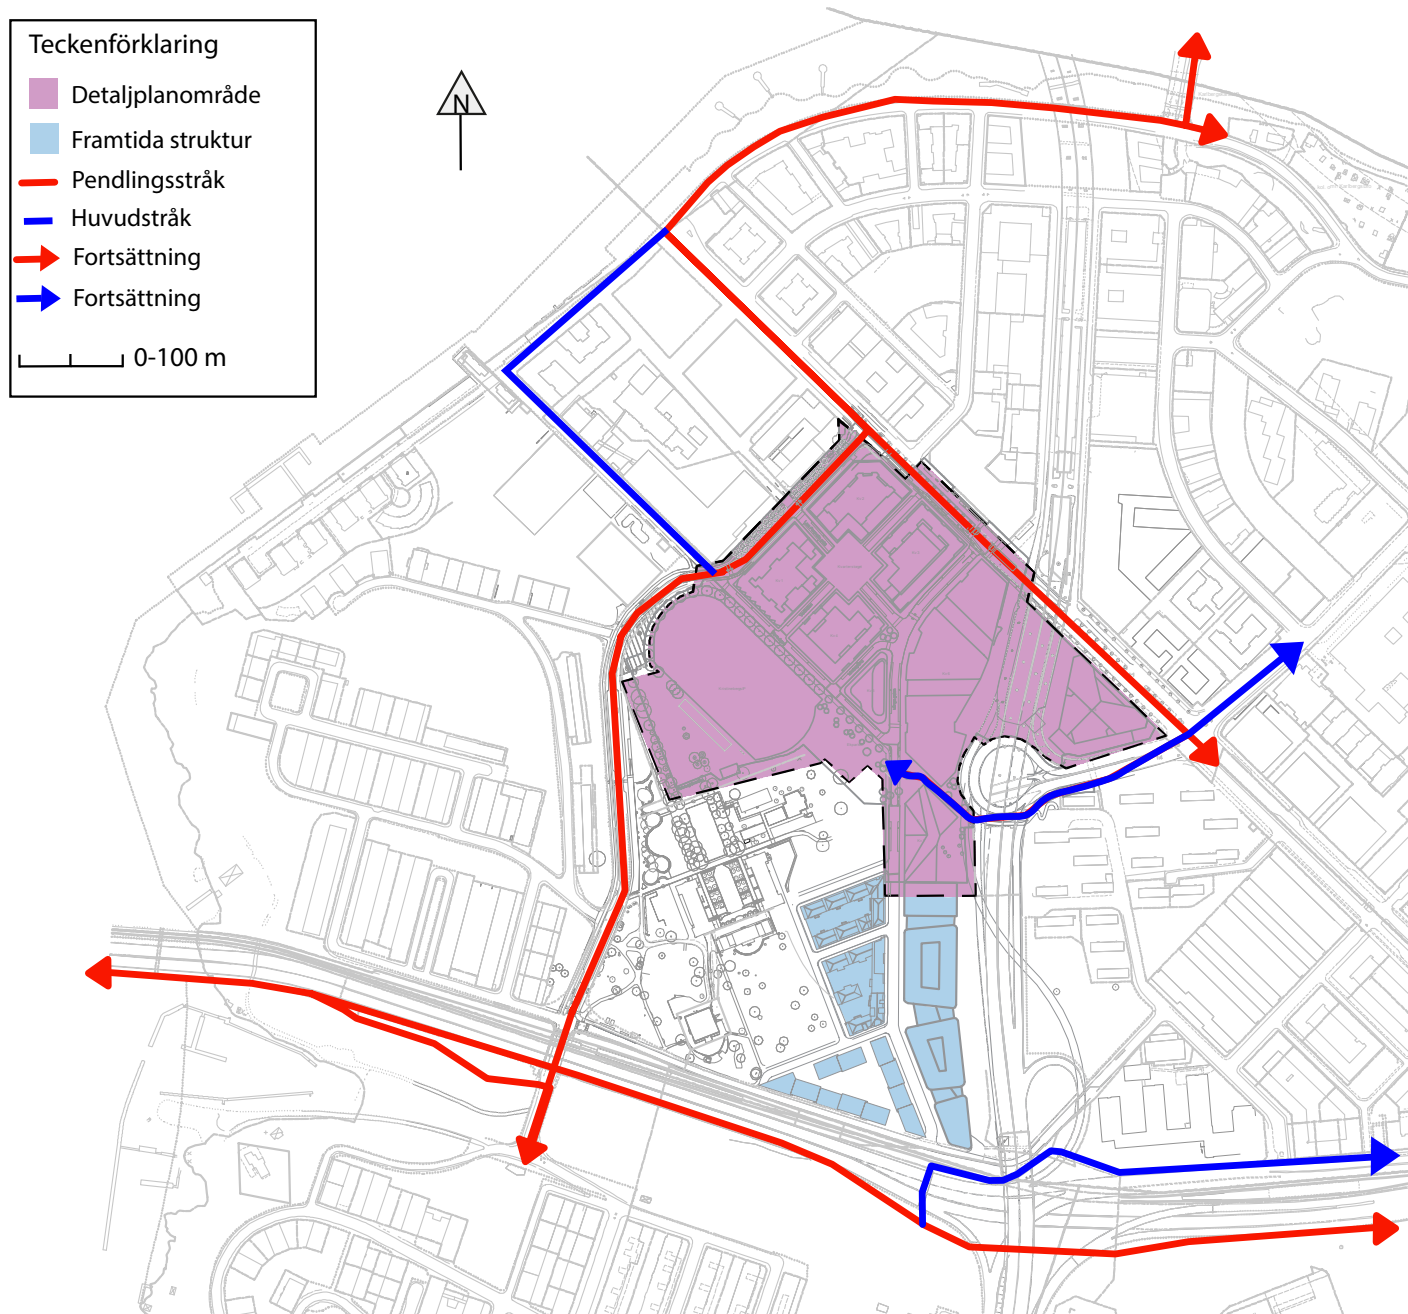 Teckenförklaring
Detaljplanområde
Framtida struktur
Pendlingsstråk
Huvudstråk
Fortsättning
Fortsättning
0-100 m
N